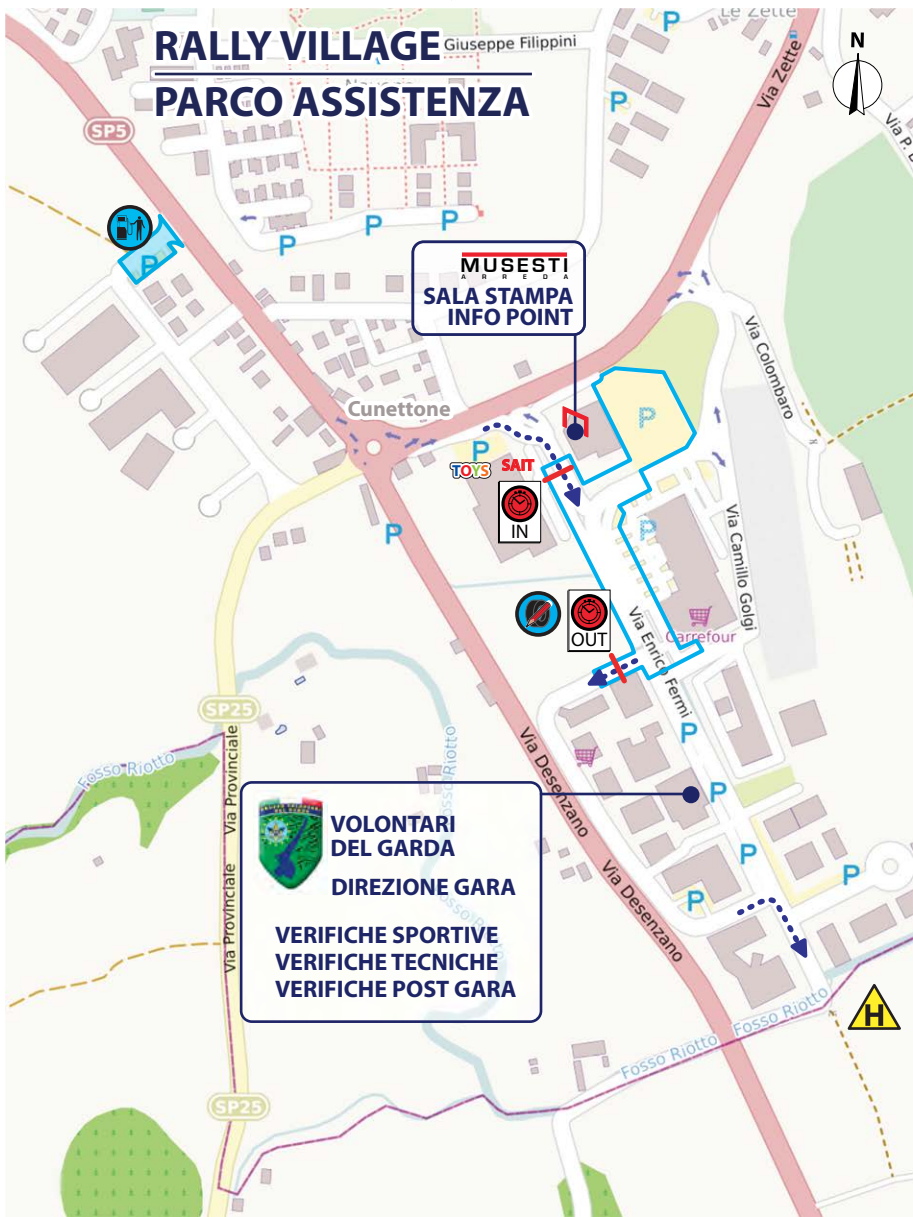 RALLY VILLAGE
PARCO ASSISTENZA
Giuseppe Filippini
Le Zette
N
Via Zette
SP5
P
P
P
P
P
P
MUSESTI
ARREDA
SALA STAMPA
INFO POINT
Via Colombaro
Cunettone
P
P
TOYS
SAIT
IN
P
P
Via Camillo Golgi
OUT
Carrefour
Via Enrico Fermi
SP25
Fosso Riotto
Via Provinciale
Fosso Riotto
Via Desenzano
P
P
VOLONTARI
DEL GARDA
DIREZIONE GARA
VERIFICHE SPORTIVE
VERIFICHE TECNICHE
VERIFICHE POST GARA
Via Provinciale
Via Desenzano
P
P
P
H
Fosso Riotto
Fosso Riotto
SP25